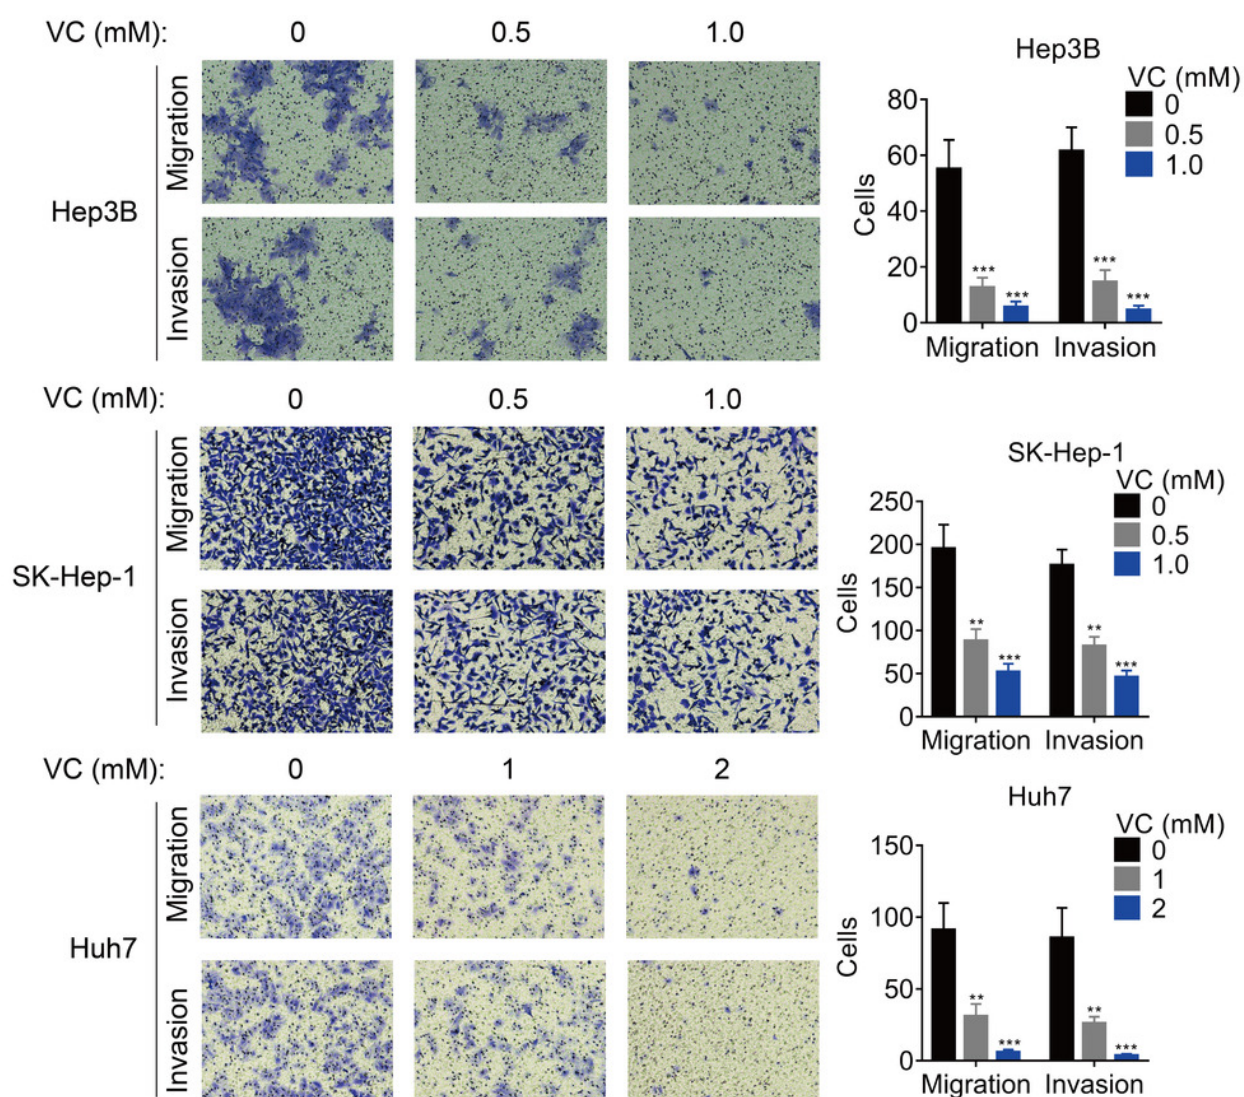 VC (mM): 0 0.5 1.0
Hep3B
Migration
Invasion
Hep3B
VC (mM)
0
0.5
1.0
Cells
80
60
40
20
0
*** *** *** ***
Migration Invasion
VC (mM): 0 0.5 1.0
SK-Hep-1
Migration
Invasion
SK-Hep-1
VC (mM)
0
0.5
1.0
Cells
250
200
150
100
50
0
** *** ** ***
Migration Invasion
VC (mM): 0 1 2
Huh7
Migration
Invasion
Huh7
VC (mM)
0
1
2
Cells
150
100
50
0
** *** ** ***
Migration Invasion